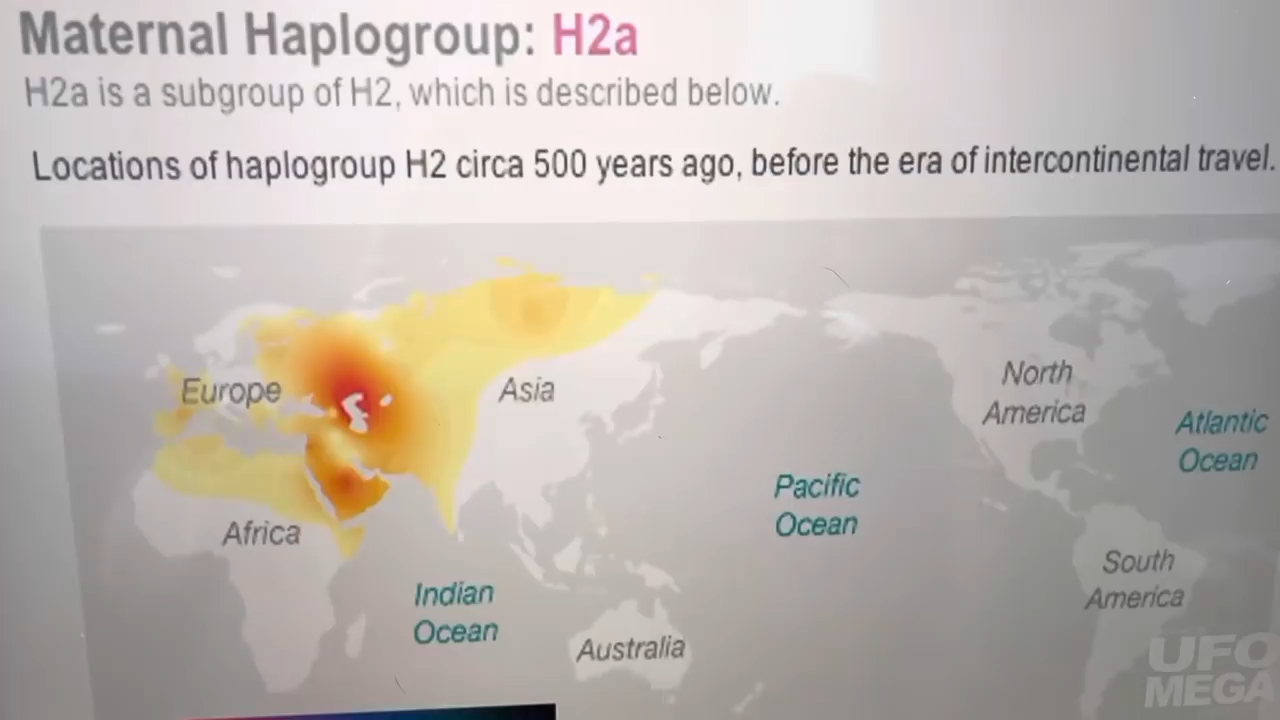 Maternal Haplogroup: H2a
H2a is a subgroup of H2, which is described below.
Locations of haplogroup H2 circa 500 years ago, before the era of intercontinental travel.
Europe
Asia
North
America
Atlantic
Ocean
Pacific
Ocean
Africa
Indian
Ocean
South
America
Australia
UFO
MEGA